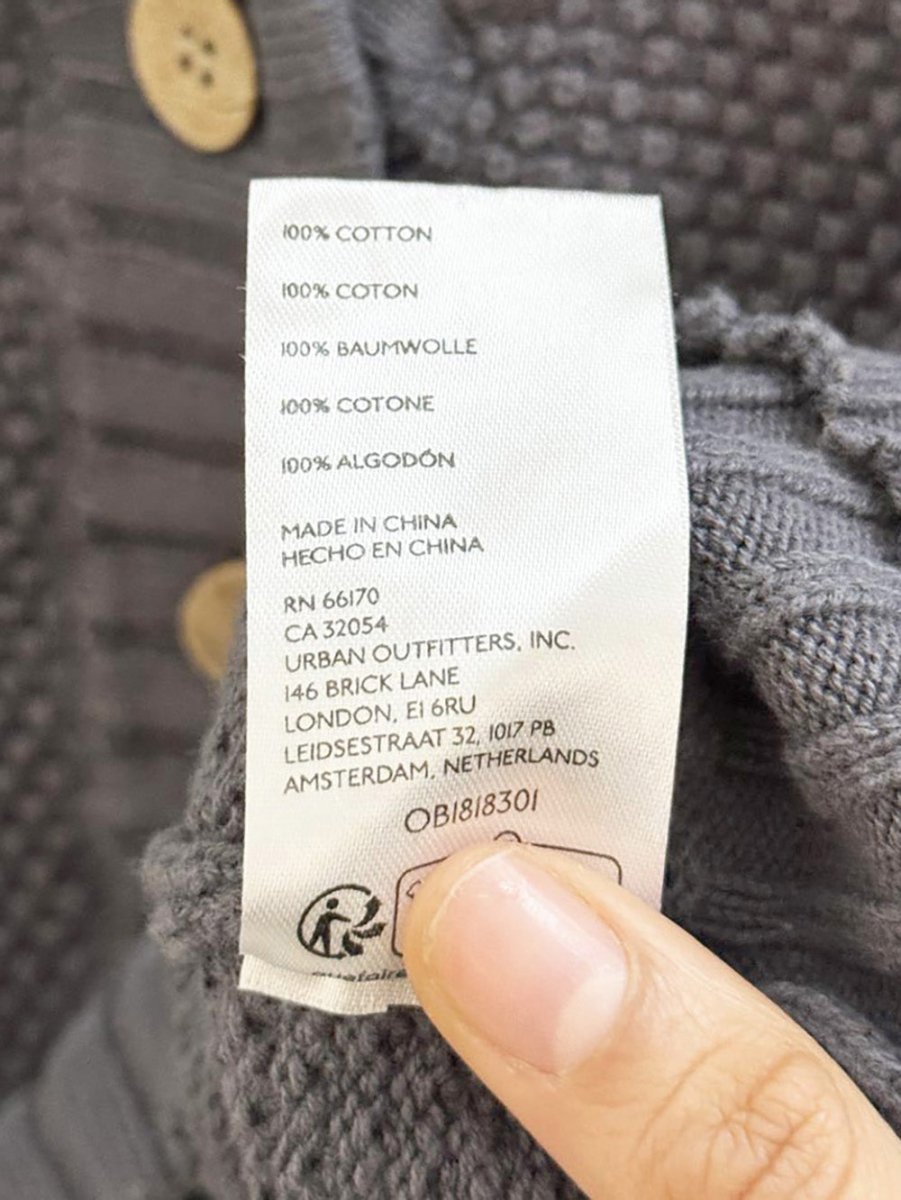 100% COTTON
100% COTON
100% BAUMWOLLE
100% COTONE
100% ALGODÓN
MADE IN CHINA
HECHO EN CHINA
RN 66170
CA 32054
URBAN OUTFITTERS, INC.
146 BRICK LANE
LONDON, E1 6RU
LEIDSESTRAAT 32, 1017 PB
AMSTERDAM, NETHERLANDS
OB1818301